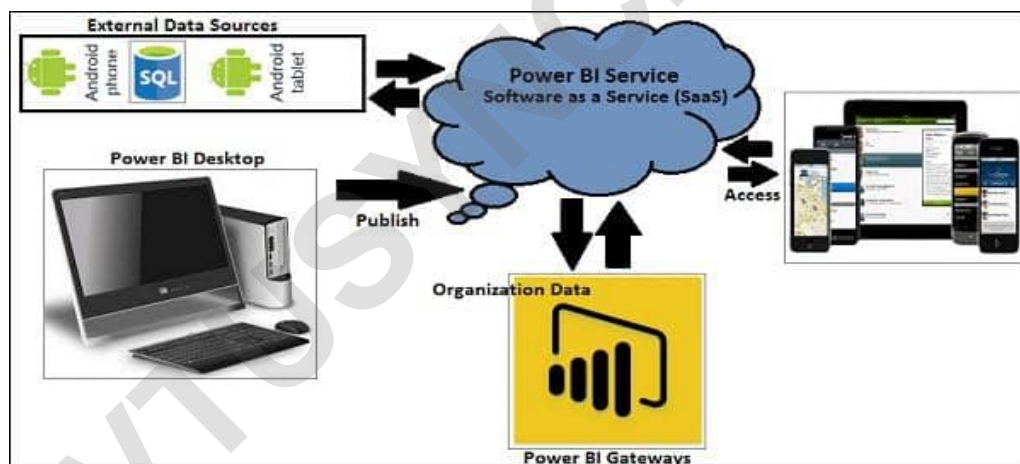 External Data Sources
Android
phone
SQL
Android
tablet
Power BI Service
Software as a Service (SaaS)
Power BI Desktop
Publish
Access
Organization Data
Power BI Gateways
VTUSYNC